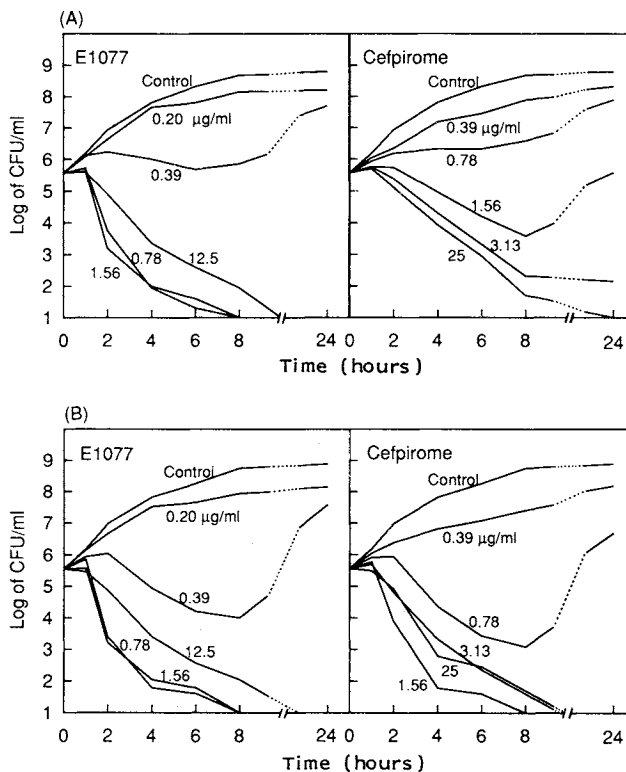 (A)
E1077
Cefpirome
Log of CFU/ml
9
8
7
6
5
4
3
2
1
Control
0.20 µg/ml
0.39
0.78
1.56
12.5
Control
0.39 µg/ml
0.78
1.56
3.13
25
0 2 4 6 8 24
0 2 4 6 8 24
Time (hours)
(B)
E1077
Cefpirome
Log of CFU/ml
9
8
7
6
5
4
3
2
1
Control
0.20 µg/ml
0.39
0.78
12.5
1.56
Control
0.39 µg/ml
0.78
3.13
25
1.56
0 2 4 6 8 24
0 2 4 6 8 24
Time (hours)